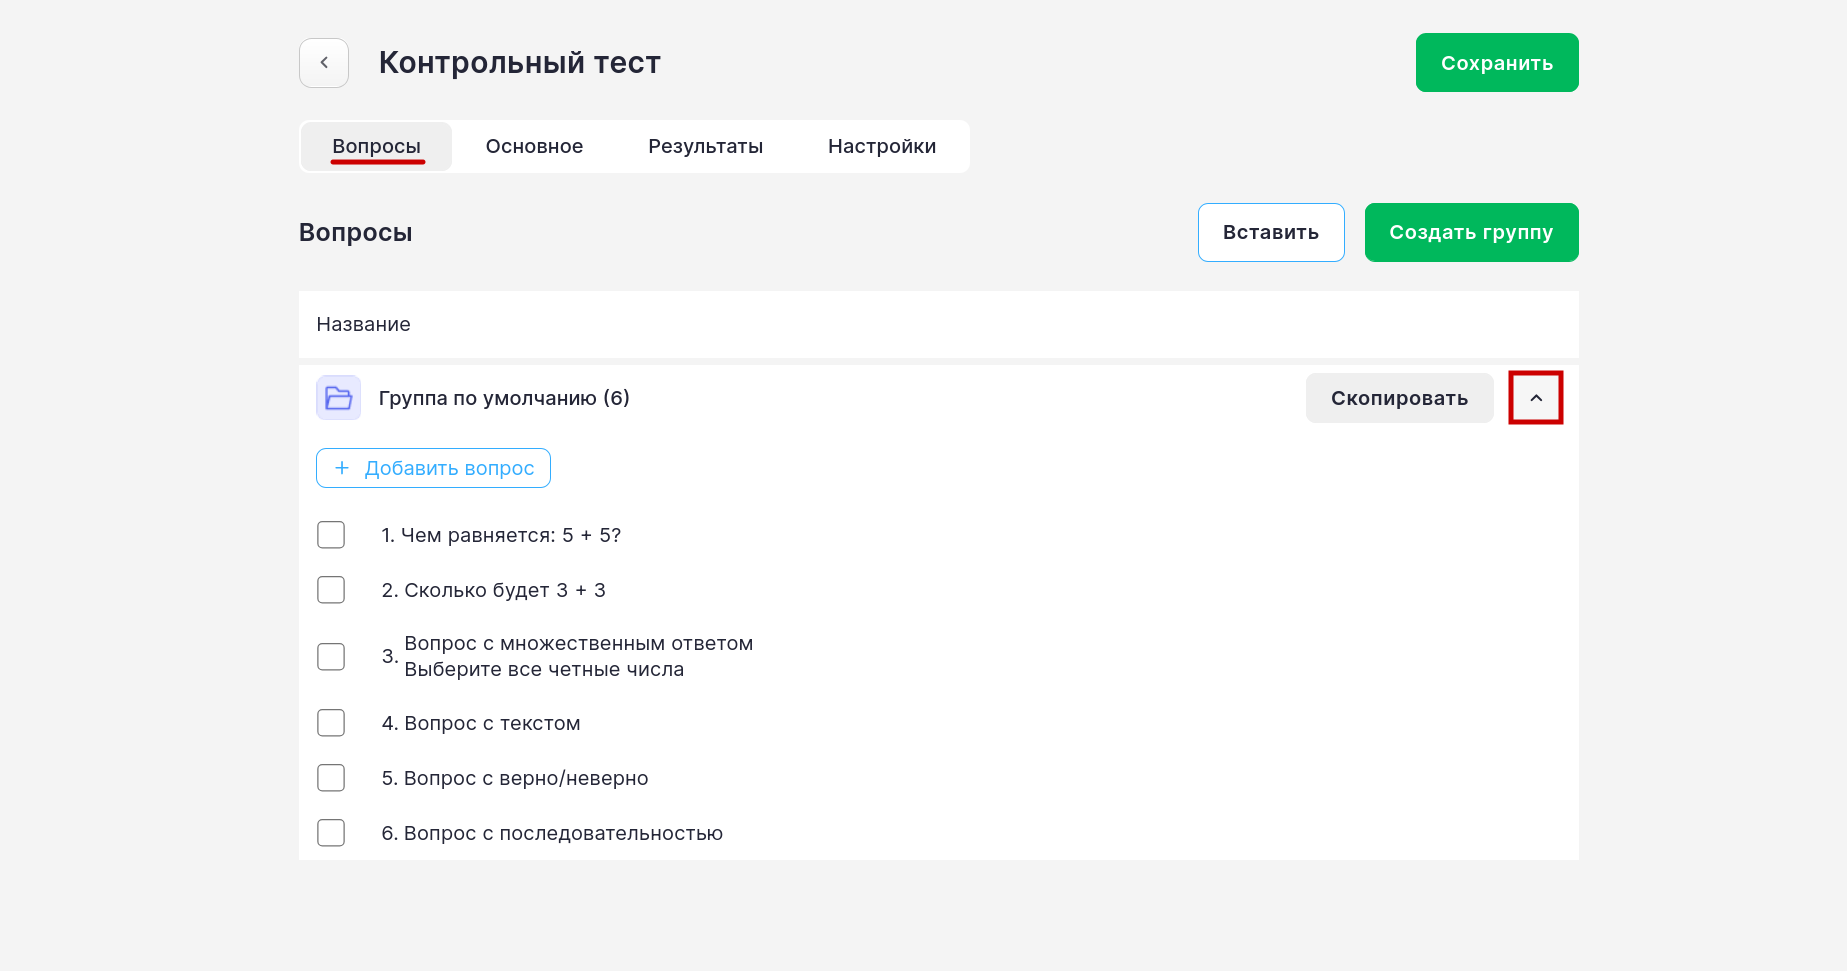 Контрольный тест
Сохранить
Вопросы
Основное
Результаты
Настройки
Вопросы
Вставить
Создать группу
Название
Группа по умолчанию (6)
Скопировать
+ Добавить вопрос
1. Чем равняется: 5 + 5?
2. Сколько будет 3 + 3
3. Вопрос с множественным ответом
Выберите все четные числа
4. Вопрос с текстом
5. Вопрос с верно/неверно
6. Вопрос с последовательностью